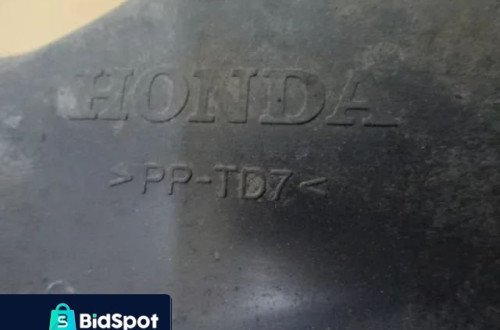 HONDA
>PP-TD7<
S
BidSpot